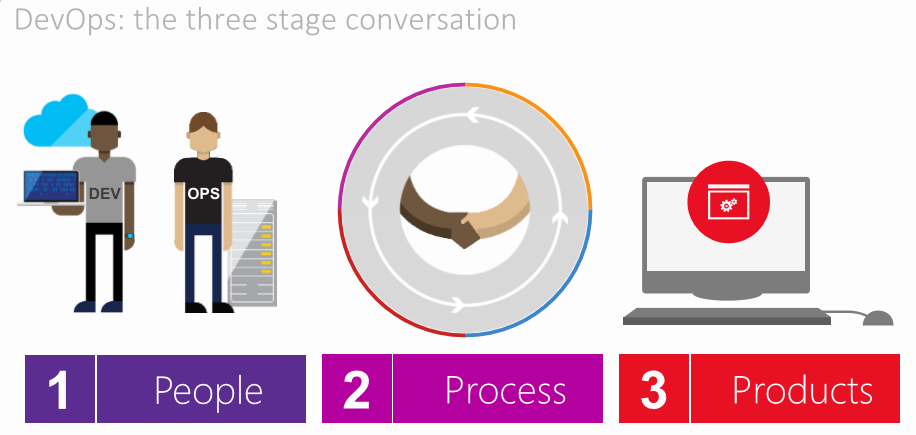 DevOps: the three stage conversation
DEV
OPS
1 People
2 Process
3 Products